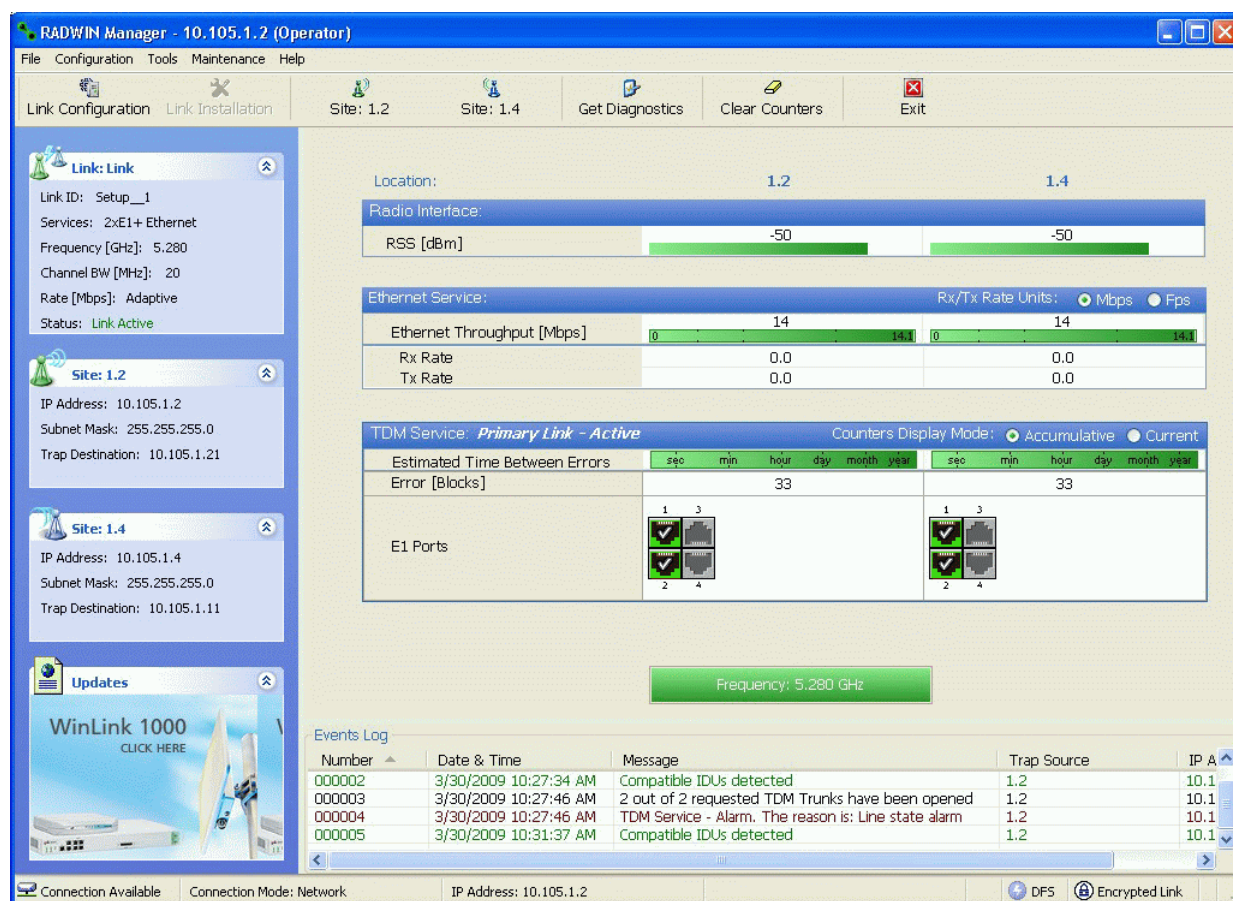 RADWIN Manager - 10.105.1.2 (Operator)
File Configuration Tools Maintenance Help
Link Configuration Link Installation Site: 1.2 Site: 1.4 Get Diagnostics Clear Counters Exit
Link: Link
Link ID: Setup__1
Services: 2xE1+ Ethernet
Frequency [GHz]: 5.280
Channel BW [MHz]: 20
Rate [Mbps]: Adaptive
Status: Link Active
Site: 1.2
IP Address: 10.105.1.2
Subnet Mask: 255.255.255.0
Trap Destination: 10.105.1.21
Site: 1.4
IP Address: 10.105.1.4
Subnet Mask: 255.255.255.0
Trap Destination: 10.105.1.11
Updates
WinLink 1000
CLICK HERE
Location: 1.2 1.4
Radio Interface:
RSS [dBm] -50 -50
Ethernet Service: Rx/Tx Rate Units: Mbps Fps
Ethernet Throughput [Mbps] 14 14
0 14.1 0 14.1
Rx Rate 0.0 0.0
Tx Rate 0.0 0.0
TDM Service: Primary Link - Active Counters Display Mode: Accumulative Current
Estimated Time Between Errors sec min hour day month year sec min hour day month year
Error [Blocks] 33 33
1 3 1 3
E1 Ports
2 4 2 4
Frequency: 5.280 GHz
Events Log
Number Date & Time Message Trap Source IP A
000002 3/30/2009 10:27:34 AM Compatible IDUs detected 1.2 10.1
000003 3/30/2009 10:27:46 AM 2 out of 2 requested TDM Trunks have been opened 1.2 10.1
000004 3/30/2009 10:27:46 AM TDM Service - Alarm. The reason is: Line state alarm 1.2 10.1
000005 3/30/2009 10:31:37 AM Compatible IDUs detected 1.2 10.1
Connection Available Connection Mode: Network IP Address: 10.105.1.2 DFS Encrypted Link